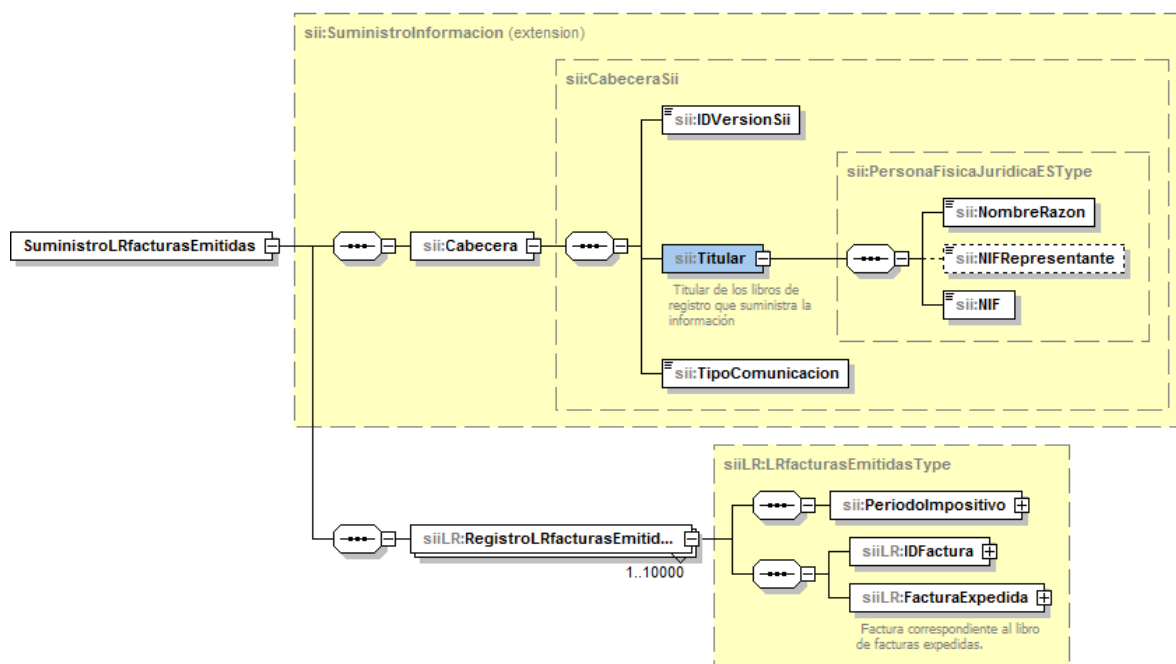 sii:SuministroInformacion (extension)
sii:CabeceraSii
sii:IDVersionSii
sii:PersonaFisicaJuridicaESType
sii:NombreRazon
SuministroLRfacturasEmitidas
sii:Cabecera
sii:Titular
sii:NIFRepresentante
Titular de los libros de
registro que suministra la
información
sii:NIF
sii:TipoComunicacion
siiLR:LRfacturasEmitidasType
sii:PeriodoImpositivo
siiLR:RegistroLRfacturasEmitid...
1..10000
siiLR:IDFactura
siiLR:FacturaExpedida
Factura correspondiente al libro
de facturas expedidas.